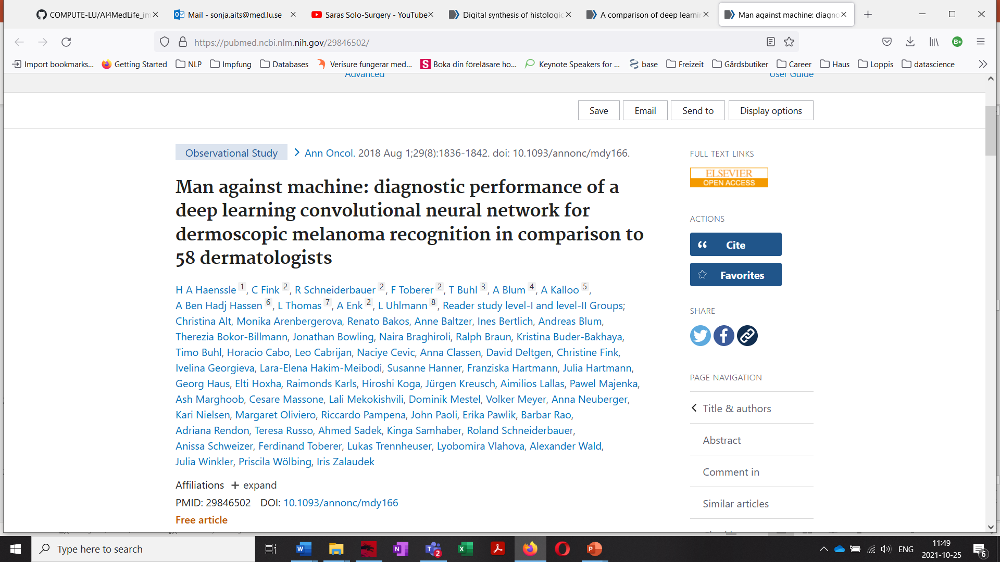 COMPUTE-LU/AI4MedLife_im
Mail - sonja.aits@med.lu.se
Saras Solo-Surgery - YouTube
Digital synthesis of histologic
A comparison of deep learnin
Man against machine: diagno
https://pubmed.ncbi.nlm.nih.gov/29846502/
B+
Import bookmarks...
Getting Started
NLP
Impfung
Databases
Verisure fungerar med...
S
Boka din föreläsare ho...
Keynote Speakers for ...
base
Freizeit
Gårdsbutiker
Career
Haus
Loppis
datascience
Advanced
User Guide
Save
Email
Send to
Display options
Observational Study
Ann Oncol. 2018 Aug 1;29(8):1836-1842. doi: 10.1093/annonc/mdy166.
Man against machine: diagnostic performance of a
deep learning convolutional neural network for
dermoscopic melanoma recognition in comparison to
58 dermatologists
H A Haenssle 1, C Fink 2, R Schneiderbauer 2, F Toberer 2, T Buhl 3, A Blum 4, A Kalloo 5,
A Ben Hadj Hassen 6, L Thomas 7, A Enk 2, L Uhlmann 8, Reader study level-I and level-II Groups;
Christina Alt, Monika Arenbergerova, Renato Bakos, Anne Baltzer, Ines Bertlich, Andreas Blum,
Therezia Bokor-Billmann, Jonathan Bowling, Naira Braghiroli, Ralph Braun, Kristina Buder-Bakhaya,
Timo Buhl, Horacio Cabo, Leo Cabrijan, Naciye Cevic, Anna Classen, David Deltgen, Christine Fink,
Ivelina Georgieva, Lara-Elena Hakim-Meibodi, Susanne Hanner, Franziska Hartmann, Julia Hartmann,
Georg Haus, Elti Hoxha, Raimonds Karls, Hiroshi Koga, Jürgen Kreusch, Aimilios Lallas, Pawel Majenka,
Ash Marghoob, Cesare Massone, Lali Mekokishvili, Dominik Mestel, Volker Meyer, Anna Neuberger,
Kari Nielsen, Margaret Oliviero, Riccardo Pampena, John Paoli, Erika Pawlik, Barbar Rao,
Adriana Rendon, Teresa Russo, Ahmed Sadek, Kinga Samhaber, Roland Schneiderbauer,
Anissa Schweizer, Ferdinand Toberer, Lukas Trennheuser, Lyobomira Vlahova, Alexander Wald,
Julia Winkler, Priscila Wölbing, Iris Zalaudek
Affiliations + expand
PMID: 29846502 DOI: 10.1093/annonc/mdy166
Free article
FULL TEXT LINKS
ELSEVIER
OPEN ACCESS
ACTIONS
Cite
Favorites
SHARE
PAGE NAVIGATION
Title & authors
Abstract
Comment in
Similar articles
Type here to search
2
ENG
11:49
2021-10-25
6